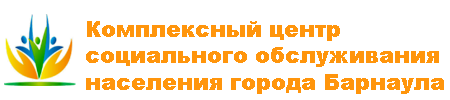 Комплексный центр
социального обслуживания
населения города Барнаула